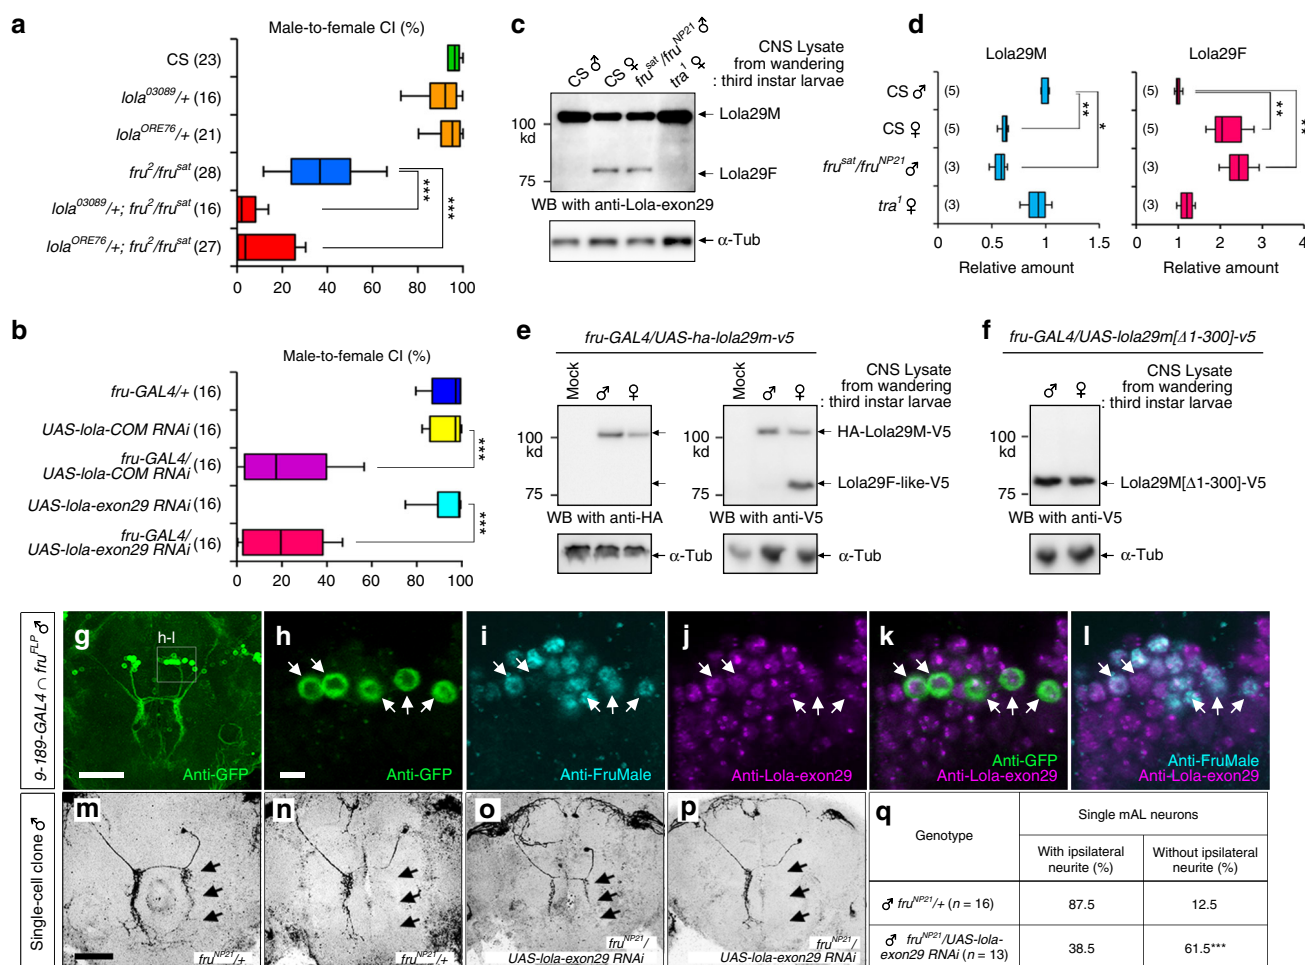 a
Male-to-female CI (%)
CS (23)
lola03089/+ (16)
lolaORE76/+ (21)
fru2/frusat (28)
lola03089/+; fru2/frusat (16)
lolaORE76/+; fru2/frusat (27)
***
***
0 20 40 60 80 100
b
Male-to-female CI (%)
fru-GAL4/+ (16)
UAS-lola-COM RNAi (16)
fru-GAL4/
UAS-lola-COM RNAi (16)
UAS-lola-exon29 RNAi (16)
fru-GAL4/
UAS-lola-exon29 RNAi (16)
***
***
0 20 40 60 80 100
c
CS ♂
CS ♀
frusat/fruNP21 ♂
tra1 ♀
CNS Lysate
from wandering
: third instar larvae
100
kd
75
Lola29M
Lola29F
WB with anti-Lola-exon29
α-Tub
d
Lola29M
Lola29F
CS ♂ (5) (5)
CS ♀ (5) (5)
frusat/fruNP21 ♂ (3) (3)
tra1 ♀ (3) (3)
**
*
**
**
0 0.5 1 1.5
0 1 2 3 4
Relative amount
Relative amount
e
fru-GAL4/UAS-ha-lola29m-v5
Mock ♂ ♀
Mock ♂ ♀
CNS Lysate
from wandering
: third instar larvae
100
kd
75
100
kd
75
HA-Lola29M-V5
Lola29F-like-V5
WB with anti-HA
WB with anti-V5
α-Tub
α-Tub
f
fru-GAL4/UAS-lola29m[Δ1-300]-v5
♂ ♀
CNS Lysate
from wandering
: third instar larvae
100
kd
75
Lola29M[Δ1-300]-V5
WB with anti-V5
α-Tub
9-189-GAL4 ∩ fruFLP ♂
g
h-l
Anti-GFP
h
Anti-GFP
i
Anti-FruMale
j
Anti-Lola-exon29
k
Anti-GFP
Anti-Lola-exon29
l
Anti-FruMale
Anti-Lola-exon29
Single-cell clone ♂
m
fruNP21/+
n
fruNP21/+
o
fruNP21/
UAS-lola-exon29 RNAi
p
fruNP21/
UAS-lola-exon29 RNAi
q
Genotype
Single mAL neurons
With ipsilateral
neurite (%)
Without ipsilateral
neurite (%)
♂ fruNP21/+ (n = 16)
87.5
12.5
♂ fruNP21/UAS-lola-
exon29 RNAi (n = 13)
38.5
61.5***